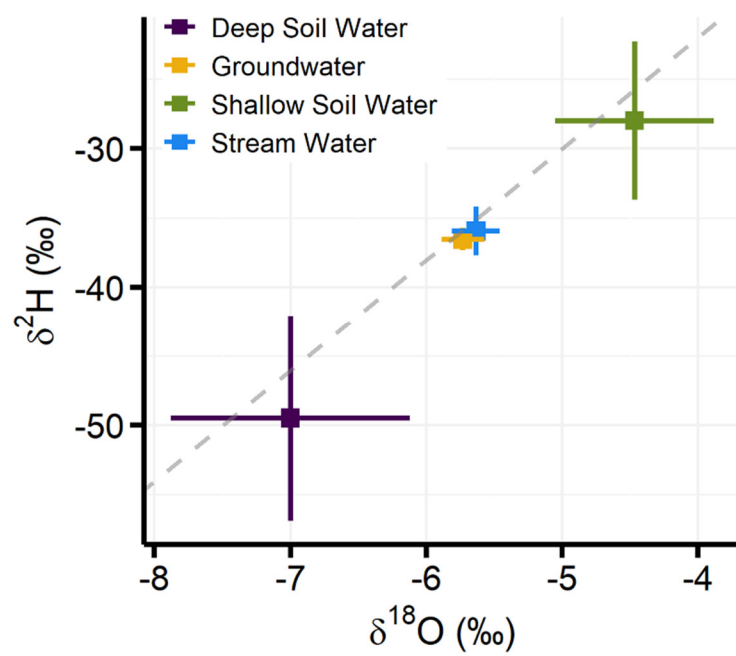 Deep Soil Water
Groundwater
Shallow Soil Water
Stream Water
-30
-40
-50
δ²H (‰)
-8 -7 -6 -5 -4
δ¹⁸O (‰)